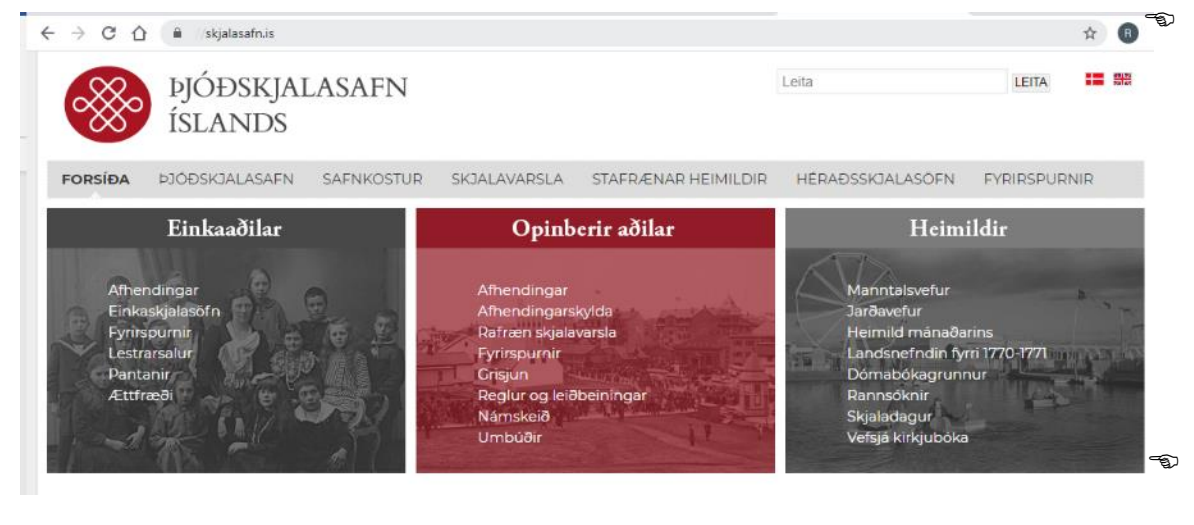 skjalasafn.is
R
ÞJÓÐSKJALASAFN
ÍSLANDS
Leita
LEITA
FORSÍÐA ÞJÓÐSKJALASAFN SAFNKOSTUR SKJALAVARSLA STAFRÆNAR HEIMILDIR HÉRAÐSSKJALASÖFN FYRIRSPURNIR
Einkaaðilar
Afhendingar
Einkaskjalasöfn
Fyrirspurnir
Lestrarsalur
Pantanir
Ættfræði
Opinberir aðilar
Afhendingar
Afhendingarskylda
Rafræn skjalavarsla
Fyrirspurnir
Grisjun
Reglur og leiðbeiningar
Námskeið
Umbúðir
Heimildir
Manntalsvefur
Jarðavefur
Heimild mánaðarins
Landsnefndin fyrri 1770-1771
Dómabókagrunnur
Rannsóknir
Skjaladagur
Vefsjá kirkjubóka